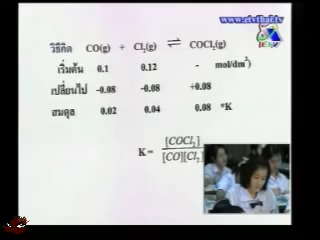 www.etvthai.tv
วิธีคิด CO(g) + Cl₂(g) ⇌ COCl₂(g)
เริ่มต้น 0.1 0.12 - mol/dm³)
เปลี่ยนไป -0.08 -0.08 +0.08
สมดุล 0.02 0.04 0.08 *K
K = [COCl₂]
[CO][Cl₂]